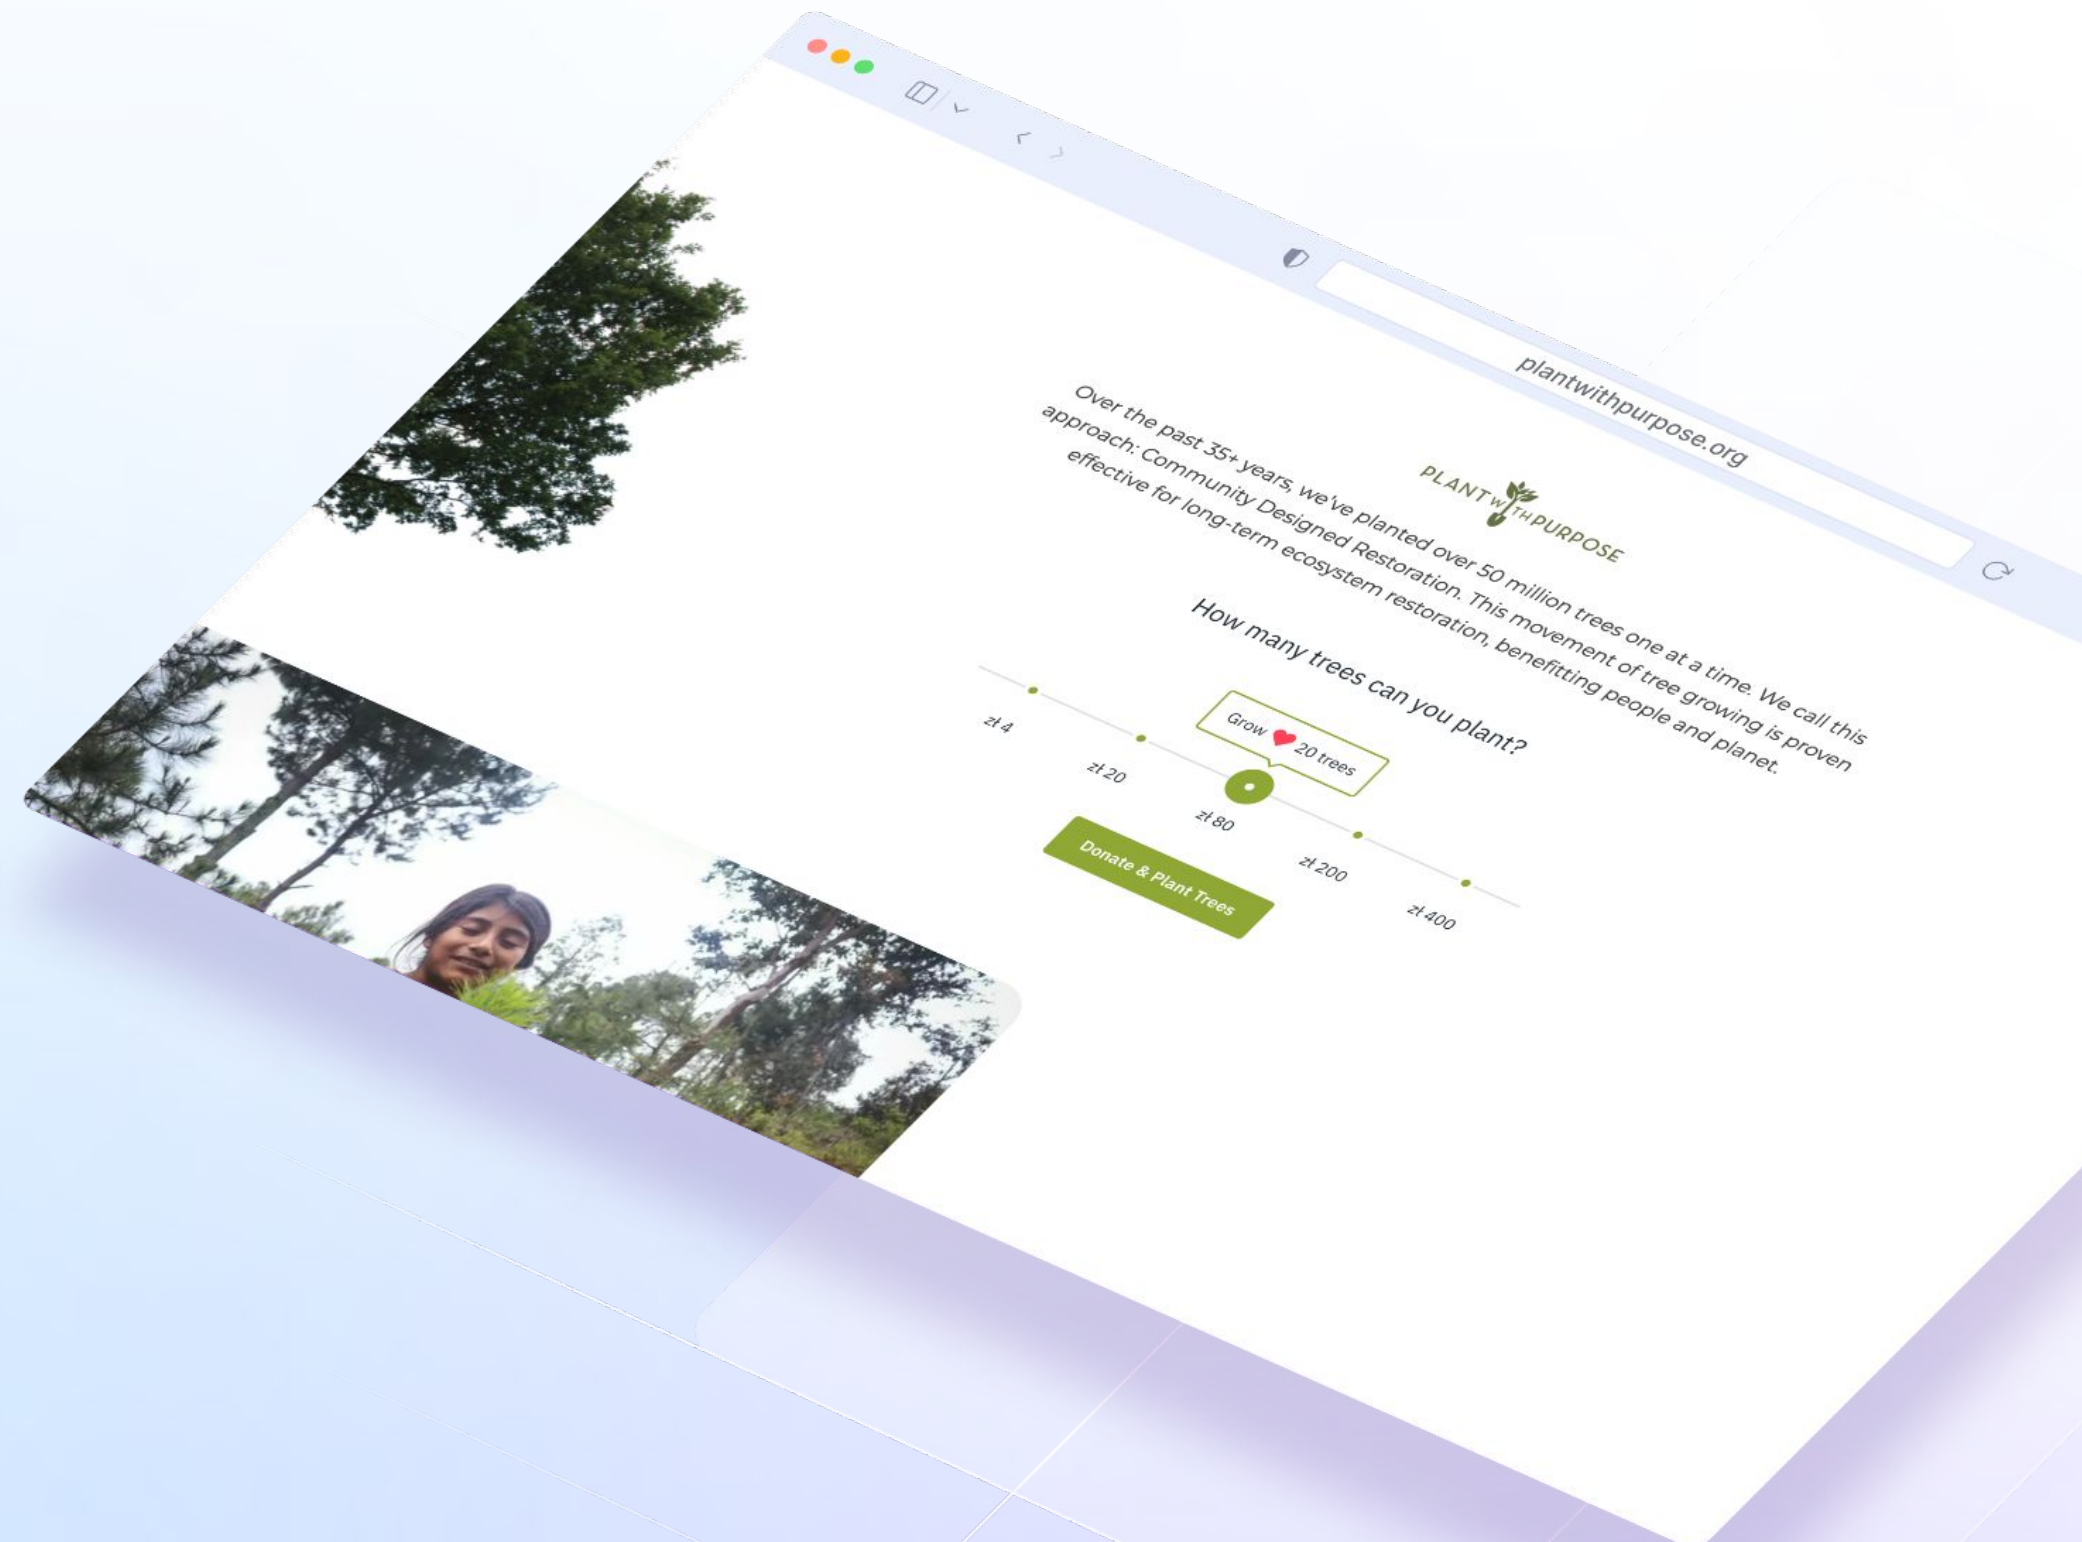 plantwithpurpose.org
PLANT WITH PURPOSE
Over the past 35+ years, we've planted over 50 million trees one at a time. We call this
approach: Community Designed Restoration. This movement of tree growing is proven
effective for long-term ecosystem restoration, benefitting people and planet.
How many trees can you plant?
Grow ❤️ 20 trees
zł 4
zł 20
zł 80
zł 200
zł 400
Donate & Plant Trees